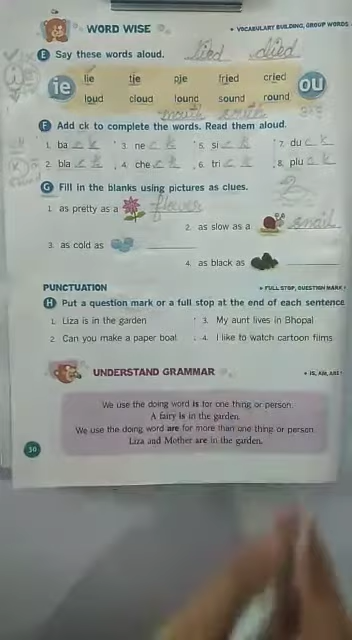 WORD WISE
• VOCABULARY BUILDING, GROUP WORDS
E Say these words aloud. lied died
ie lie tie pie fried cried ou
loud cloud found sound round
mouth south
F Add ck to complete the words. Read them aloud.
1. ba c k 3. ne c k 5. si c k 7. du c k
2. bla c k 4. che c k 6. tri c k 8. plu c k
G Fill in the blanks using pictures as clues.
1. as pretty as a flower
2. as slow as a snail
3. as cold as
4. as black as
PUNCTUATION
• FULL STOP, QUESTION MARK
H Put a question mark or a full stop at the end of each sentence
1. Liza is in the garden 3. My aunt lives in Bhopal
2. Can you make a paper boat 4. I like to watch cartoon films
UNDERSTAND GRAMMAR
• IS, AM, ARE
We use the doing word is for one thing or person.
A fairy is in the garden.
We use the doing word are for more than one thing or person.
Liza and Mother are in the garden.
30